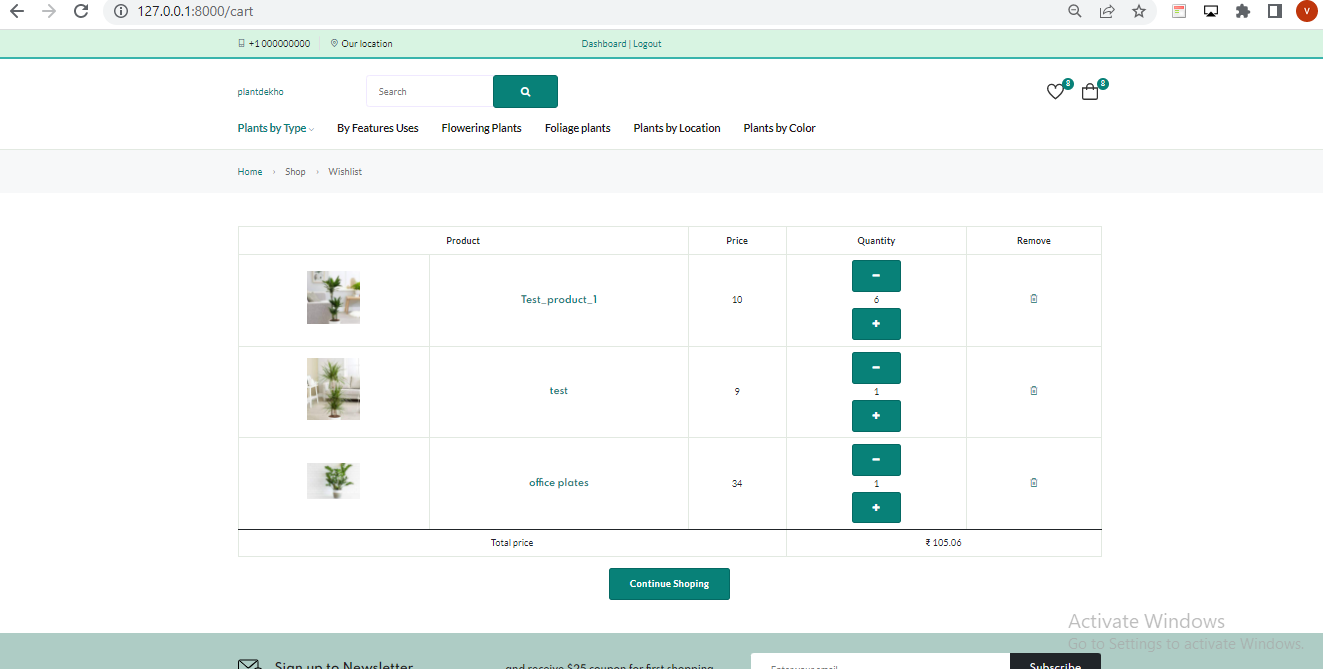 127.0.0.1:8000/cart
V
+1 000000000 Our location Dashboard | Logout
plantdekho Search 3 3
Plants by Type By Features Uses Flowering Plants Foliage plants Plants by Location Plants by Color
Home › Shop › Wishlist
Product Price Quantity Remove
Test_product_1 10 6
test 9 1
office plates 34 1
Total price ₹ 105.06
Continue Shoping
Activate Windows
Go to Settings to activate Windows.
Sign up to Newsletter ...and receive $25 coupon for first shopping. Enter your email Subscribe